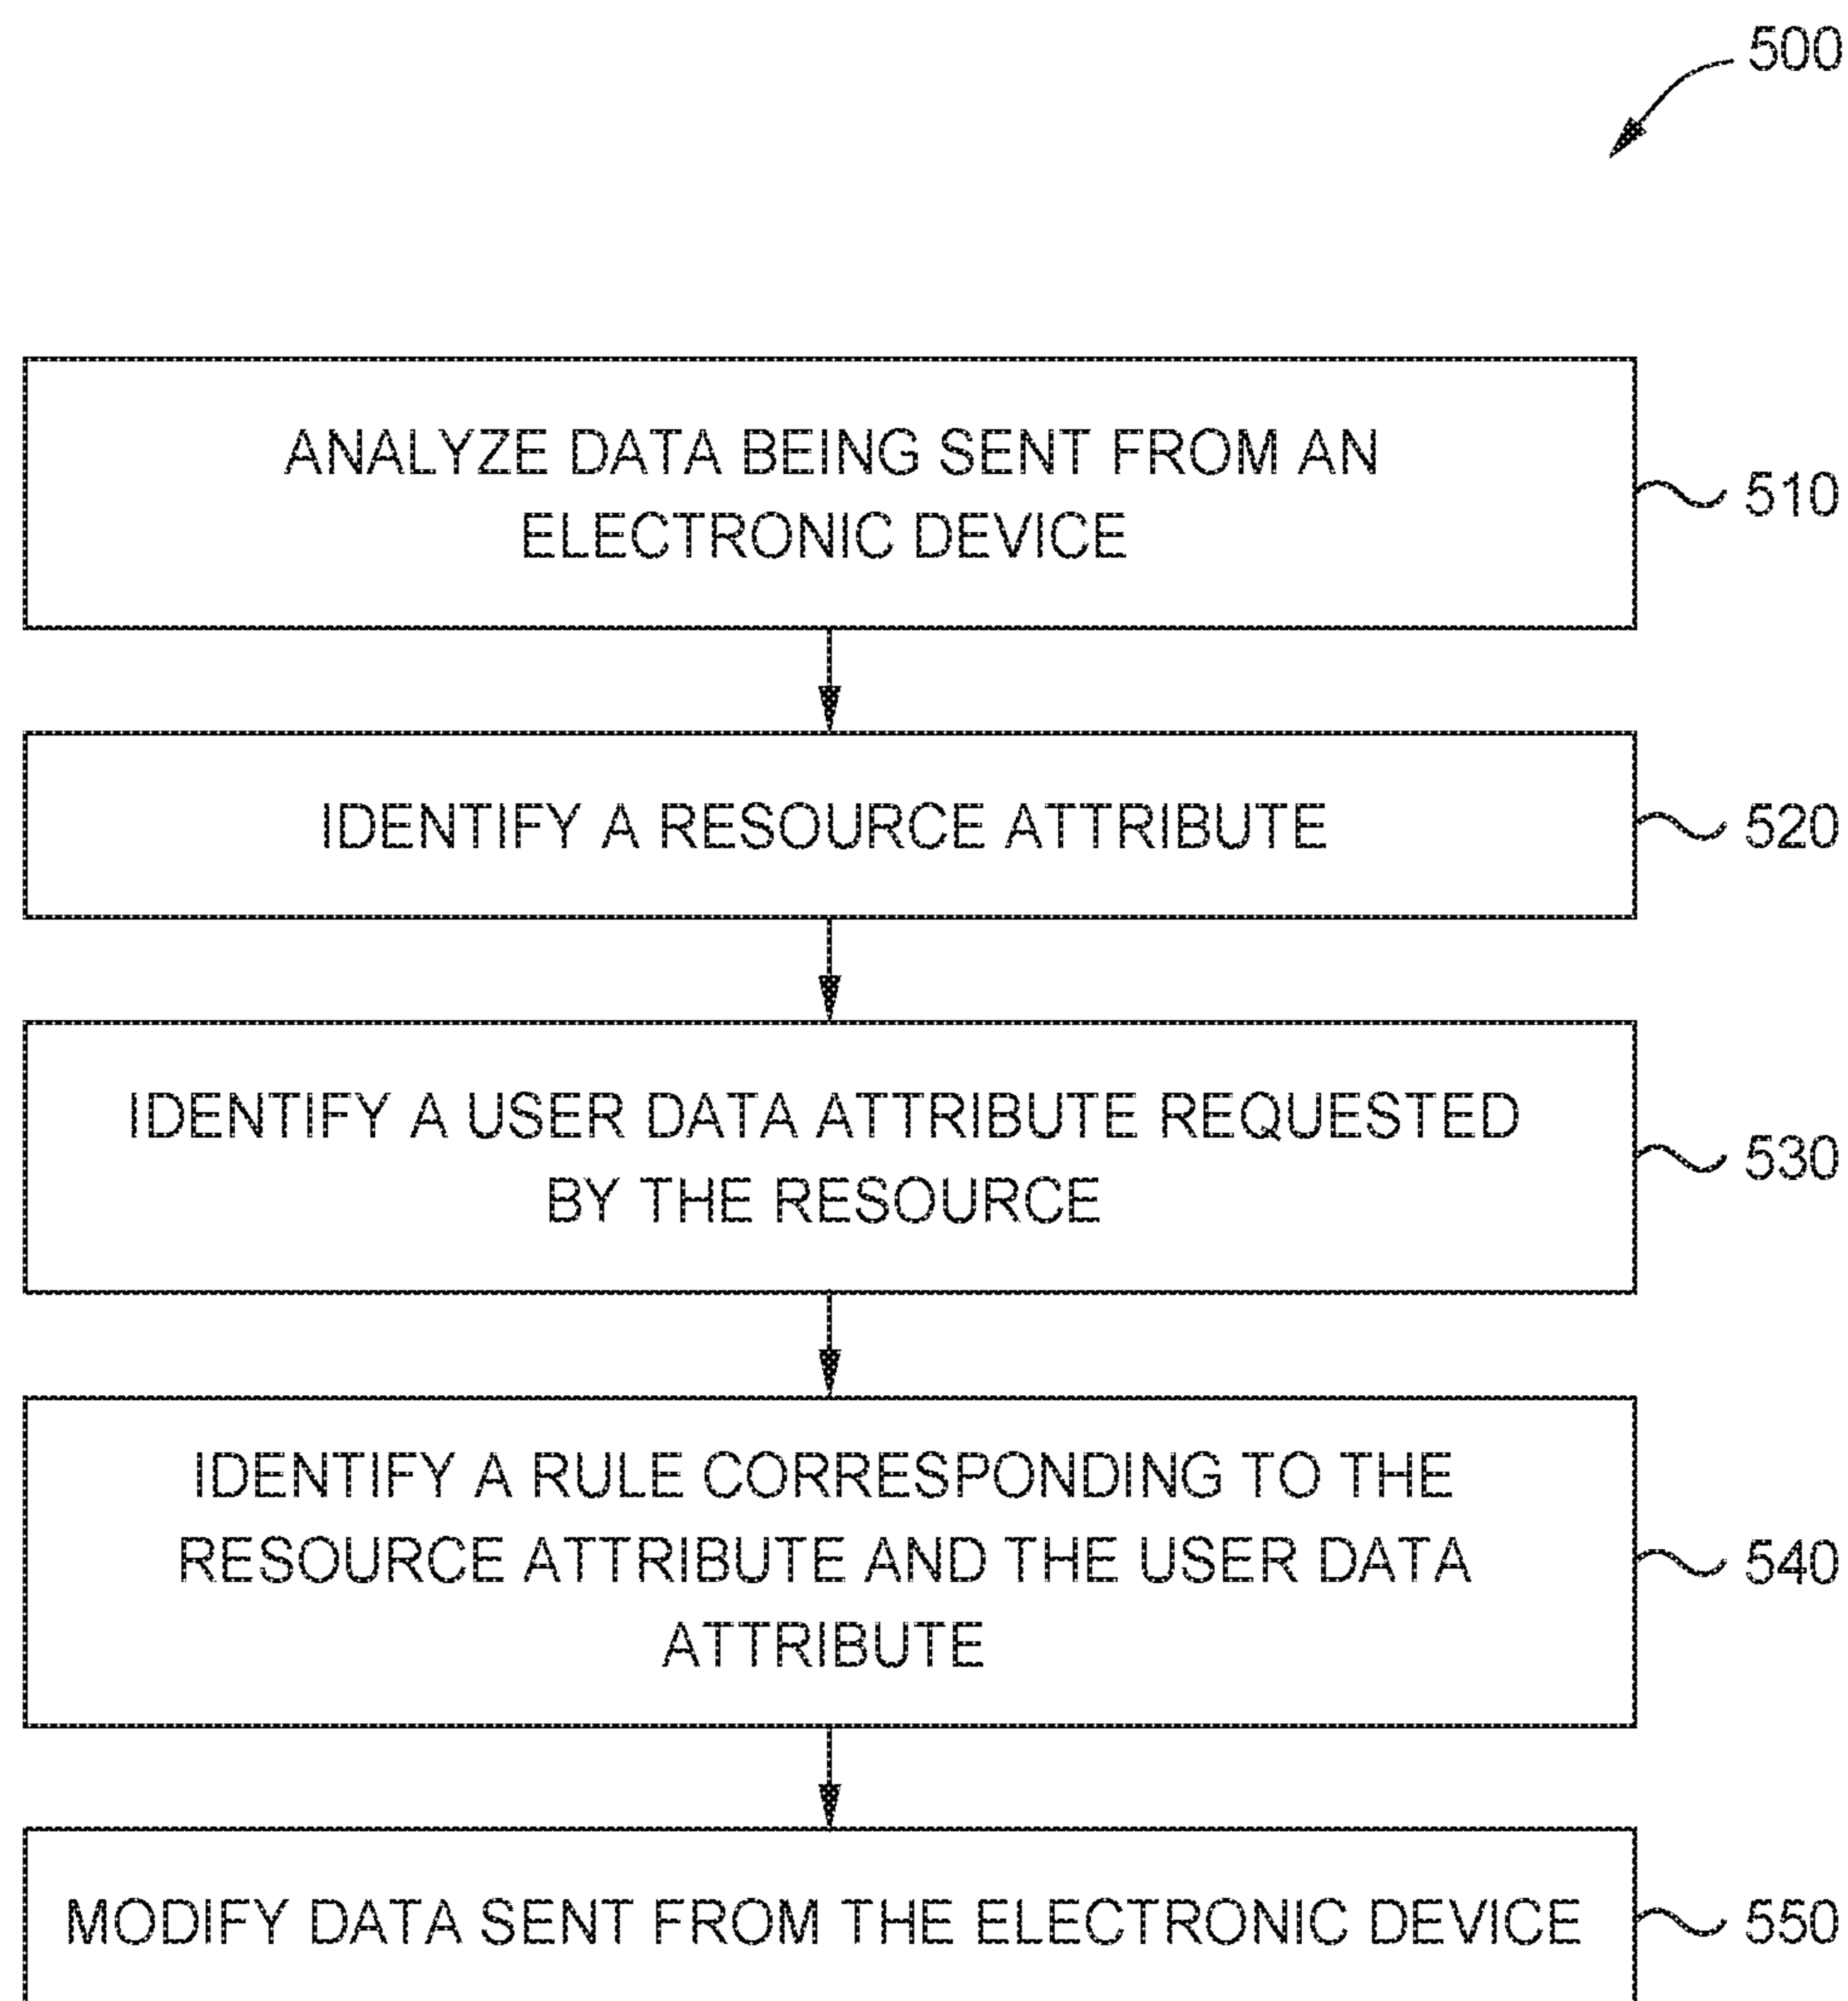 500
ANALYZE DATA BEING SENT FROM AN
ELECTRONIC DEVICE
510
IDENTIFY A RESOURCE ATTRIBUTE
520
IDENTIFY A USER DATA ATTRIBUTE REQUESTED
BY THE RESOURCE
530
IDENTIFY A RULE CORRESPONDING TO THE
RESOURCE ATTRIBUTE AND THE USER DATA
ATTRIBUTE
540
MODIFY DATA SENT FROM THE ELECTRONIC DEVICE
550